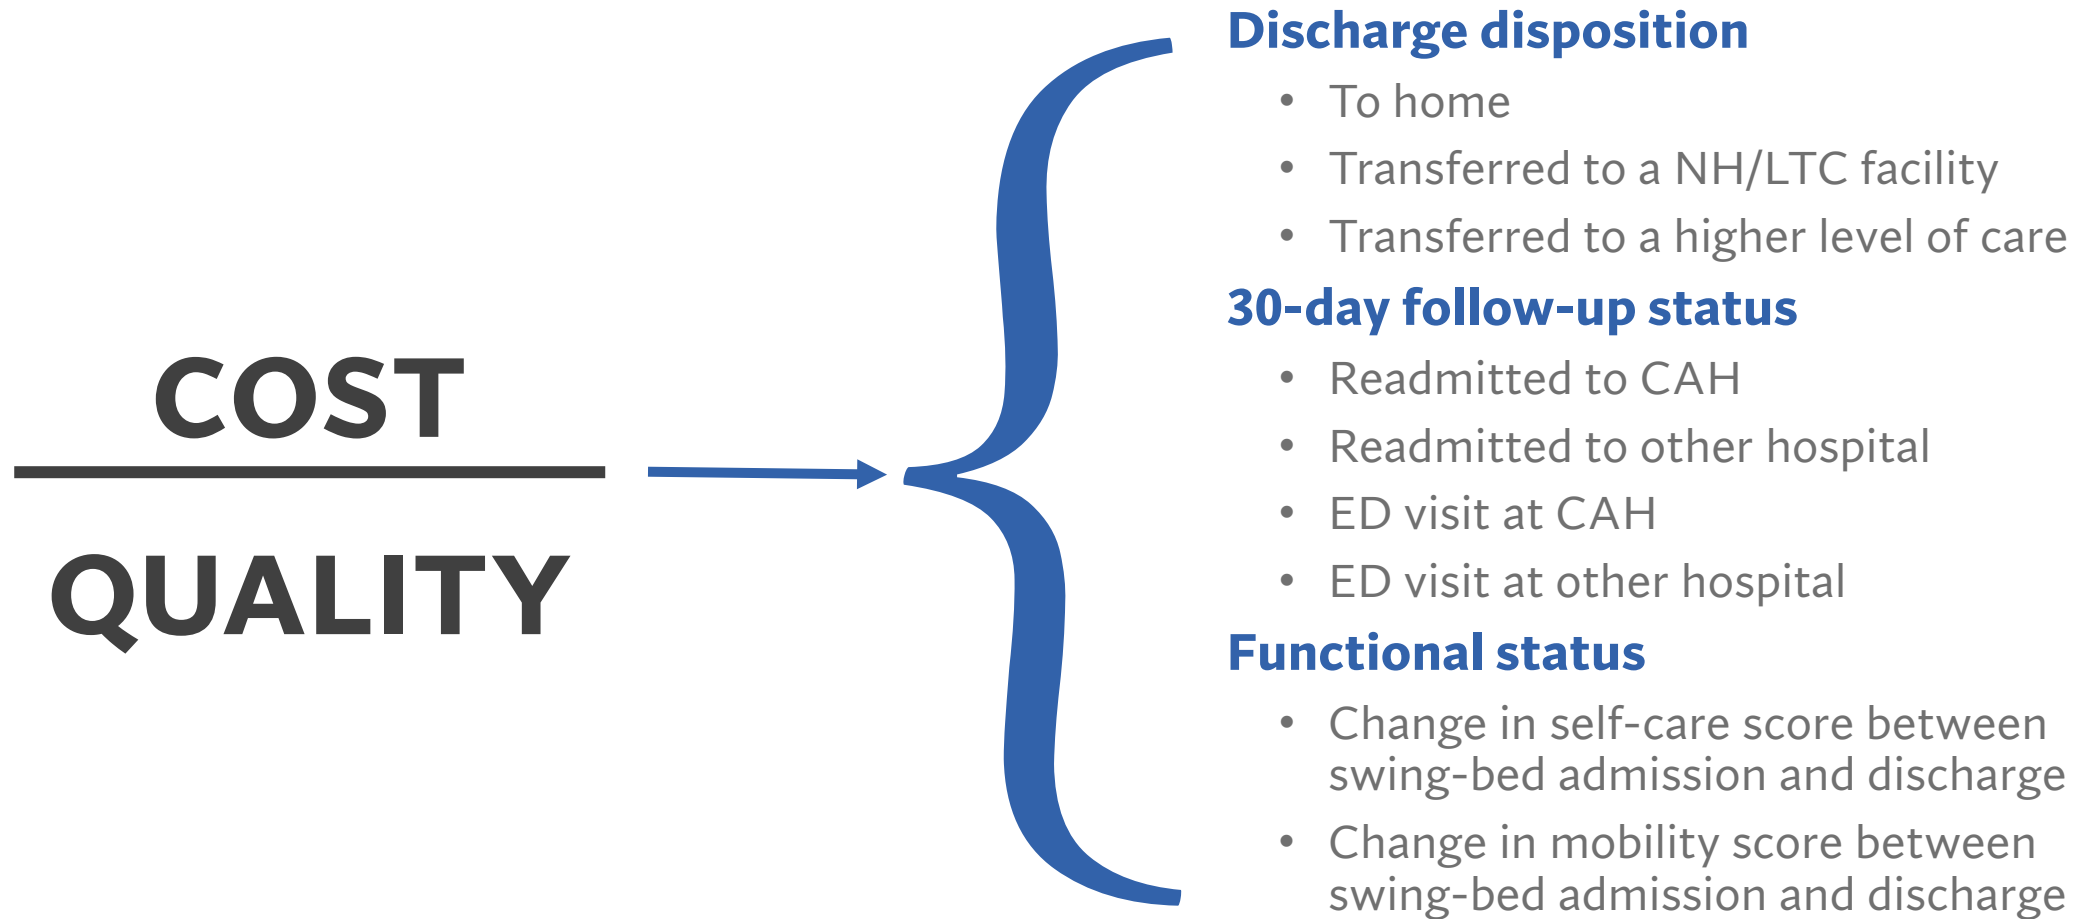 COST
QUALITY
Discharge disposition
• To home
• Transferred to a NH/LTC facility
• Transferred to a higher level of care
30-day follow-up status
• Readmitted to CAH
• Readmitted to other hospital
• ED visit at CAH
• ED visit at other hospital
Functional status
• Change in self-care score between
swing-bed admission and discharge
• Change in mobility score between
swing-bed admission and discharge